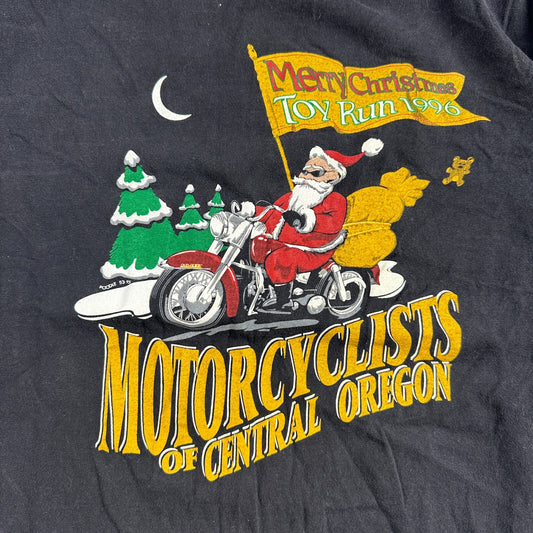 Merry Christmas
Toy Run 1996
MOTORCYCLISTS
OF CENTRAL OREGON